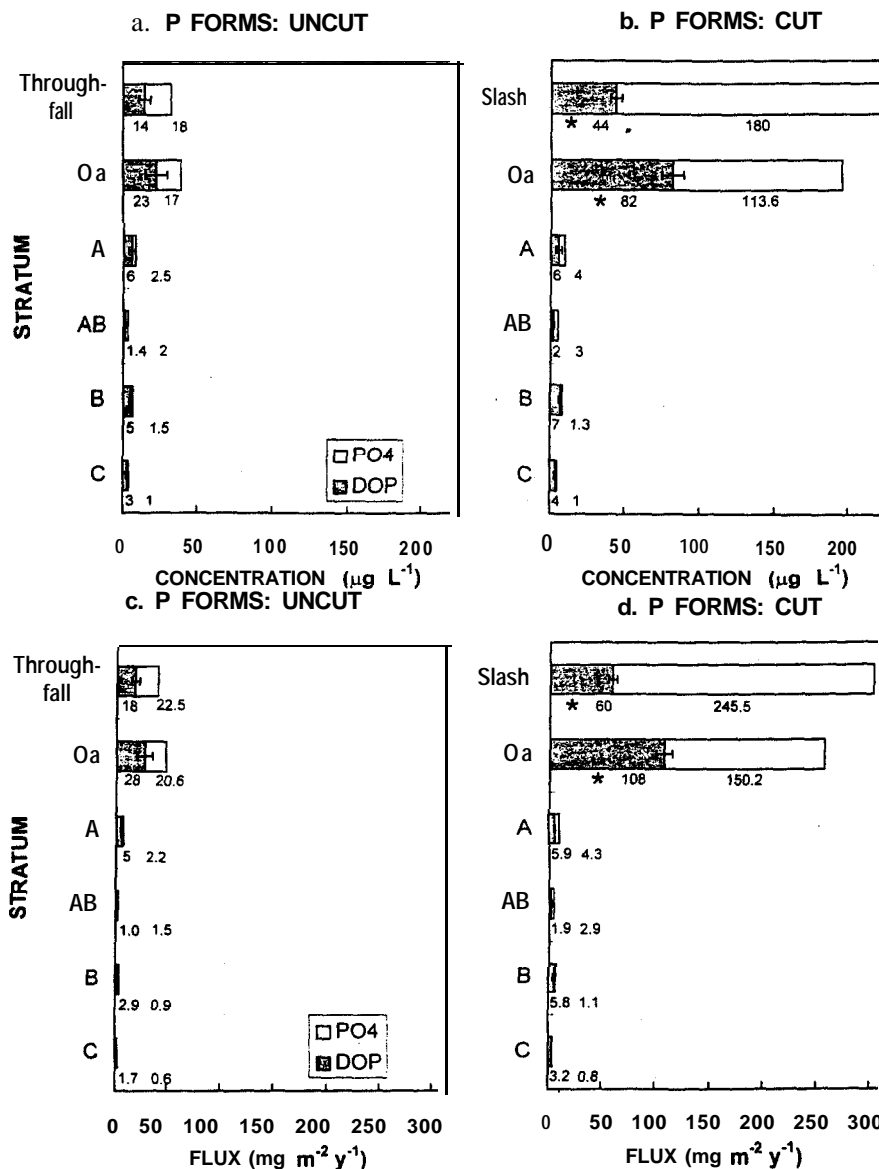 a. P FORMS: UNCUT
Through-
fall
14 18
Oa
23 17
A
6 2.5
AB
1.4 2
B
5 1.5
C
3 1
STRATUM
PO4
DOP
0 50 100 150 200
CONCENTRATION (µg L-1)
b. P FORMS: CUT
Slash
* 44 180
Oa
* 82 113.6
A
6 4
AB
2 3
B
7 1.3
C
4 1
0 50 100 150 200
CONCENTRATION (µg L-1)
c. P FORMS: UNCUT
Through-
fall
18 22.5
Oa
28 20.6
A
5 2.2
AB
1.0 1.5
B
2.9 0.9
C
1.7 0.6
STRATUM
PO4
DOP
0 50 100 150 200 250 300
FLUX (mg m-2 y-1)
d. P FORMS: CUT
Slash
* 60 245.5
Oa
* 108 150.2
A
5.9 4.3
AB
1.9 2.9
B
5.8 1.1
C
3.2 0.8
0 50 100 150 200 250 300
FLUX (mg m-2 y-1)